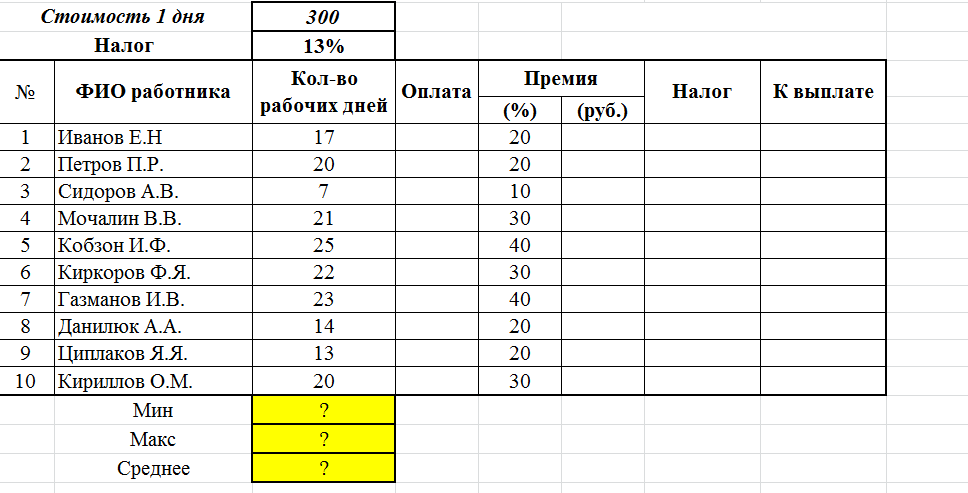 Стоимость 1 дня 300
Налог 13%
№ ФИО работника Кол-во рабочих дней Оплата Премия Налог К выплате
(%) (руб.)
1 Иванов Е.Н 17 20
2 Петров П.Р. 20 20
3 Сидоров А.В. 7 10
4 Мочалин В.В. 21 30
5 Кобзон И.Ф. 25 40
6 Киркоров Ф.Я. 22 30
7 Газманов И.В. 23 40
8 Данилюк А.А. 14 20
9 Циплаков Я.Я. 13 20
10 Кириллов О.М. 20 30
Мин ?
Макс ?
Среднее ?